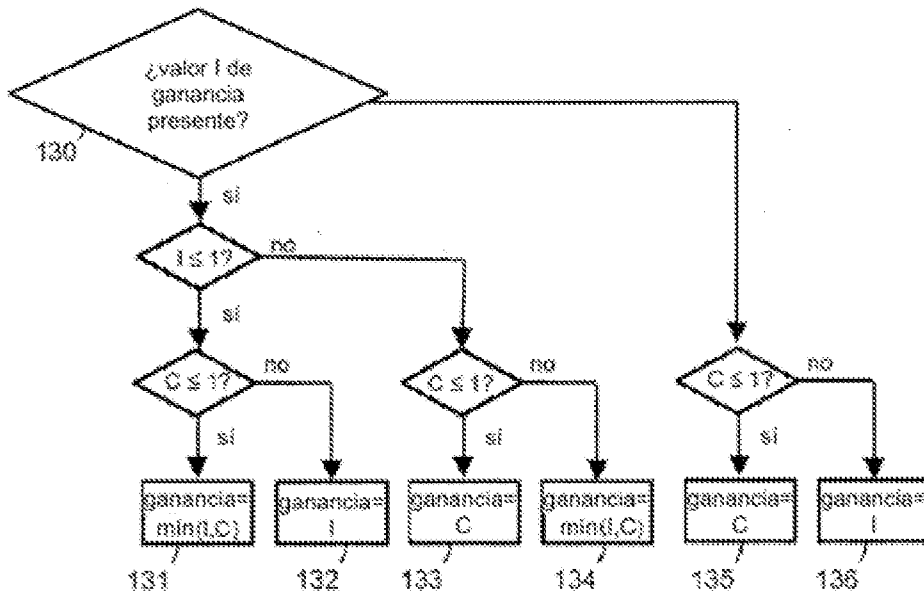 ¿valor I de
ganancia
presente?
130
sí
I ≤ 1?
no
sí
C ≤ 1?
no
C ≤ 1?
no
C ≤ 1?
no
sí
sí
sí
ganancia=
min(I,C)
ganancia=
I
ganancia=
C
ganancia=
min(I,C)
ganancia=
C
ganancia=
I
131
132
133
134
135
136